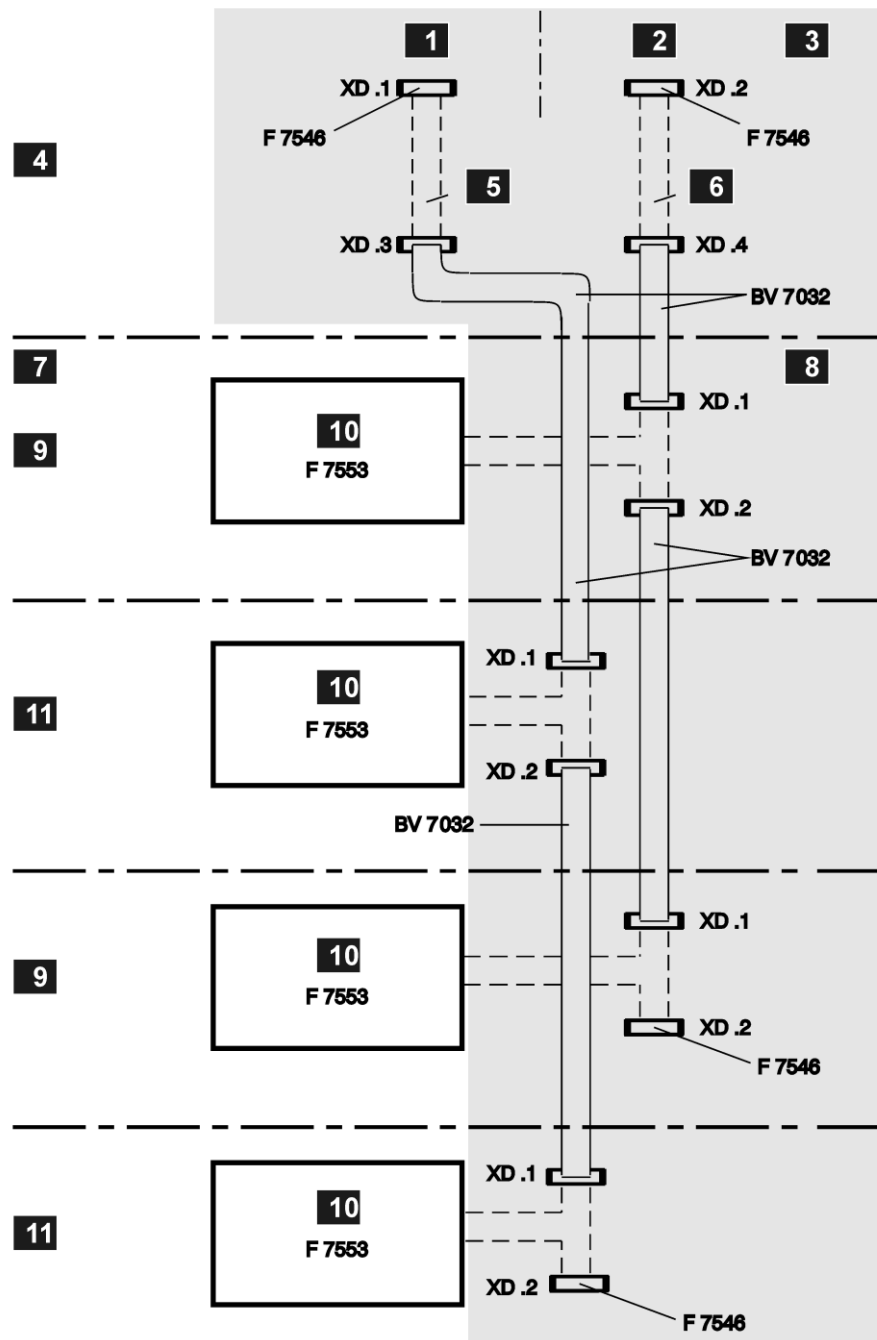 1 2 3
XD .1 XD .2
F 7546 F 7546
4
5 6
XD .3 XD .4
BV 7032
7 8
XD .1
10
9
F 7553
XD .2
BV 7032
XD .1
10
11
F 7553
XD .2
BV 7032
XD .1
10
9
F 7553
XD .2
F 7546
XD .1
10
11
F 7553
XD .2
F 7546